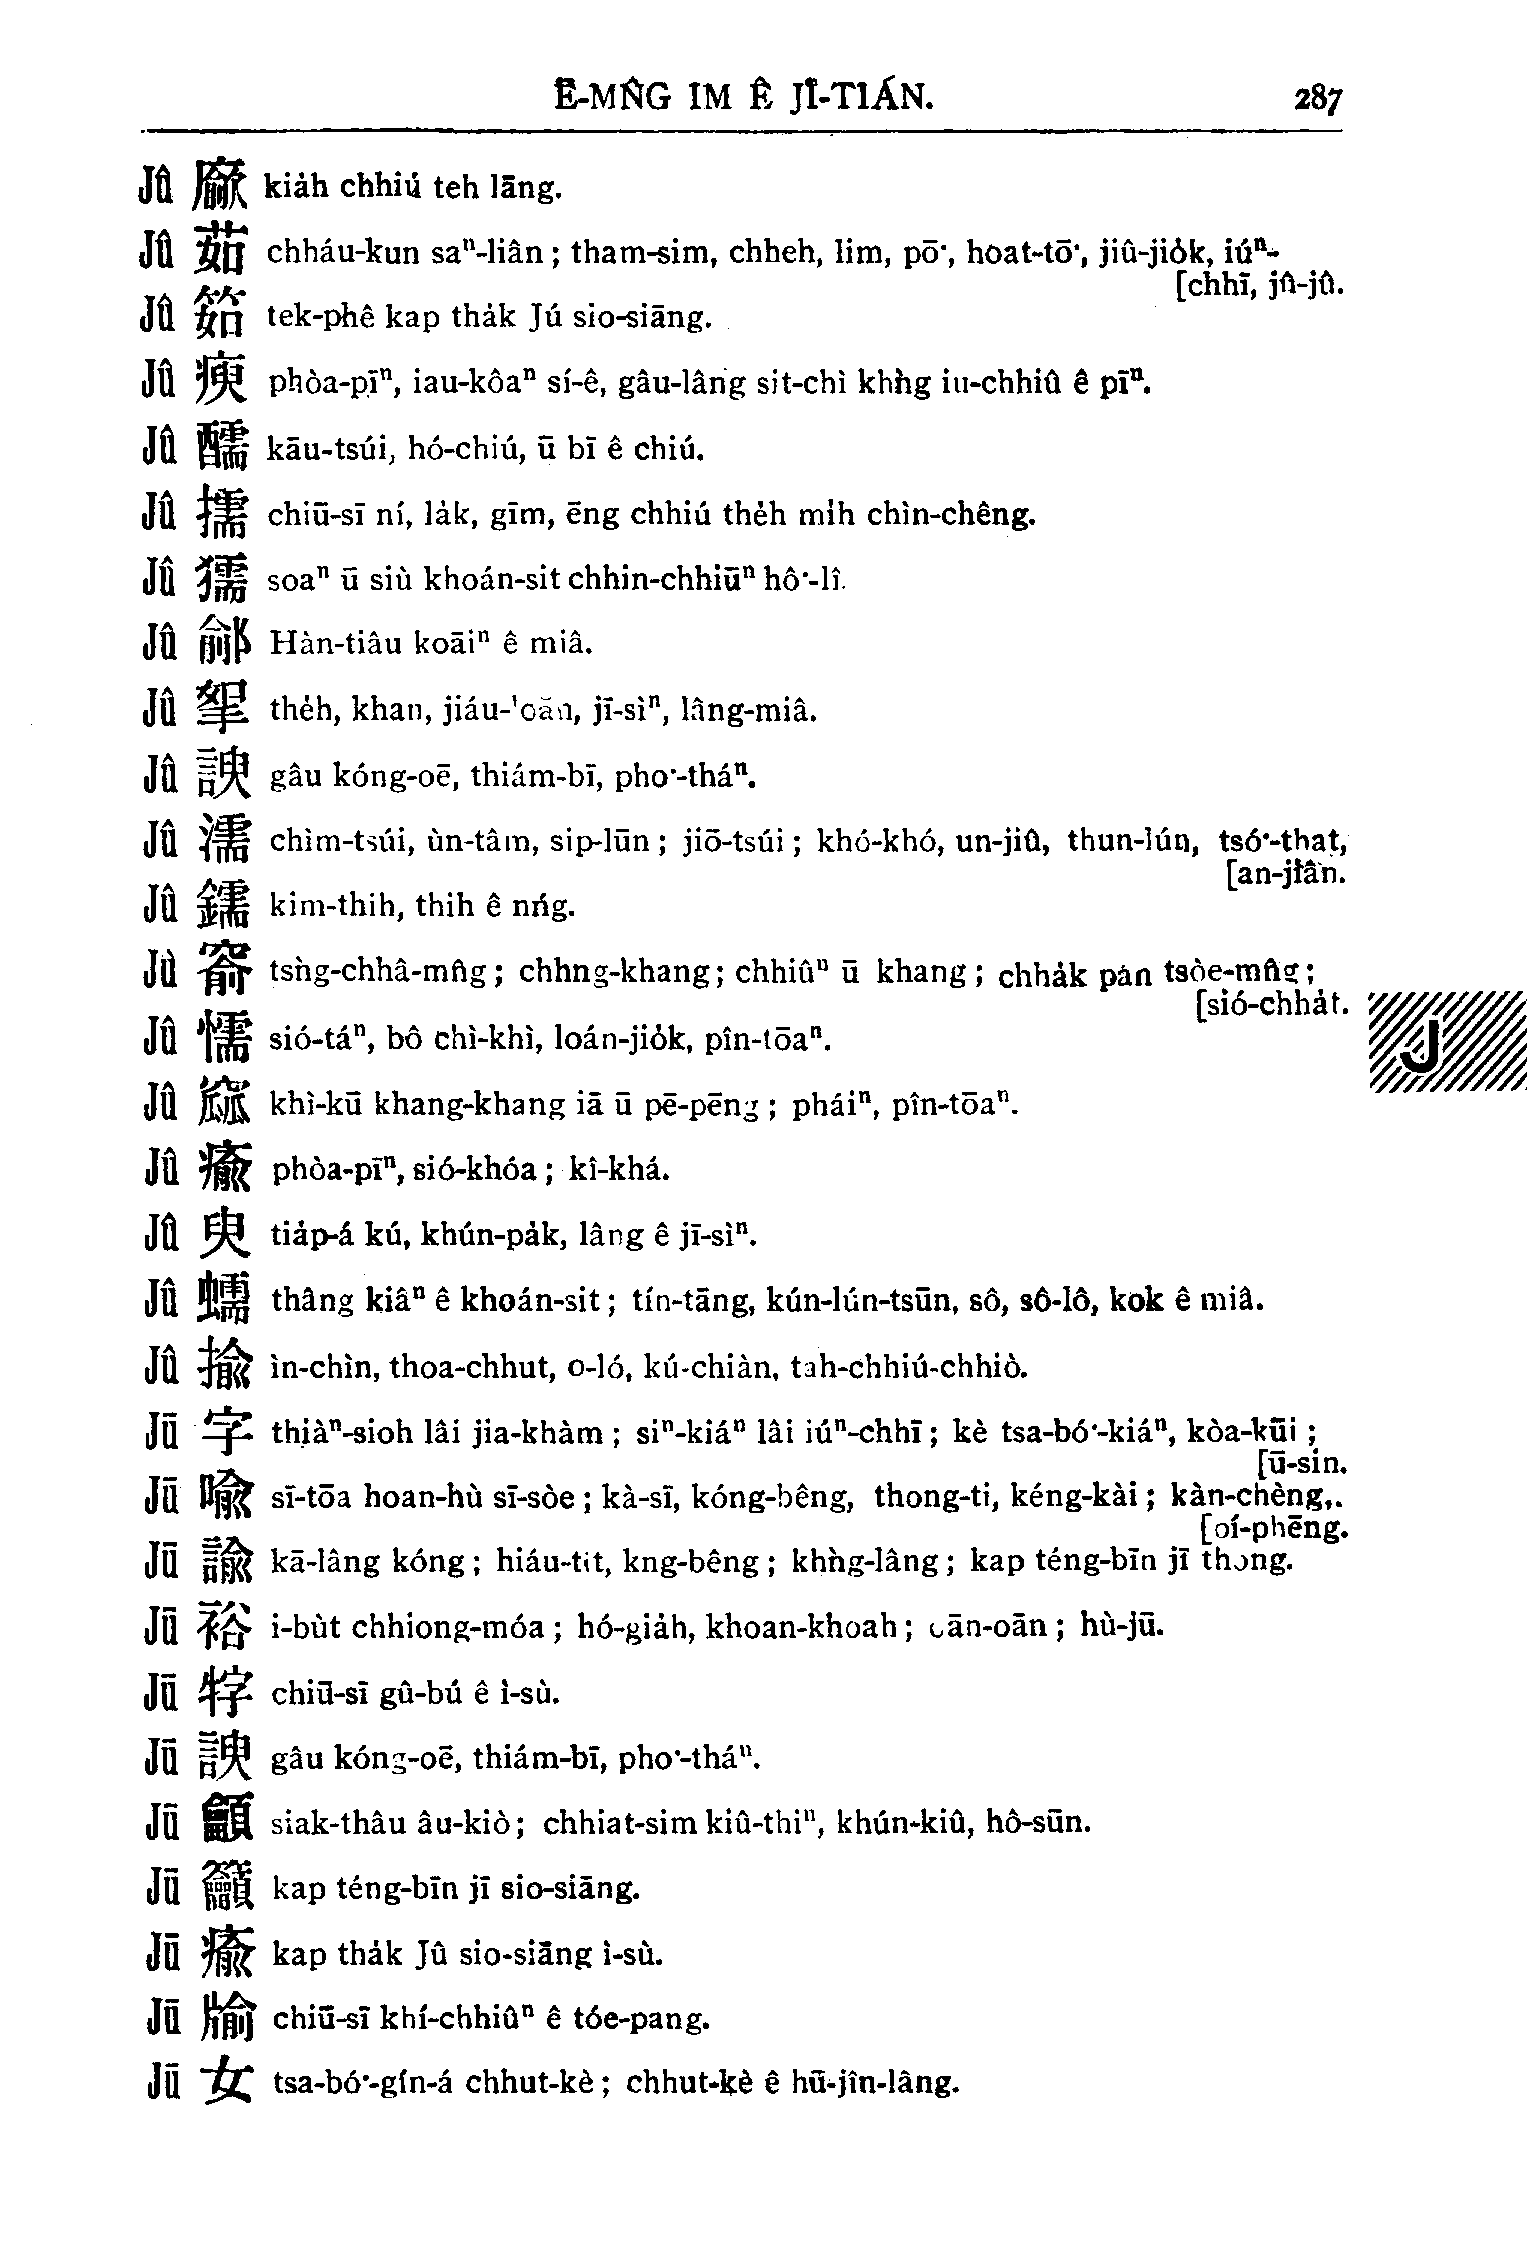 Ē-MN̂G IM Ê JĪ-TIÁN. 287
Jû 㢏 kia̍h chhiú teh lāng.
Jû 茹 chháu-kun saⁿ-liân; tham-sim, chheh, lim, pō͘, hoat-tō͘, jiû-jio̍k, iúⁿ-
[chhī, jû-jû.
Jû 筎 tek-phê kap tha̍k Jú sio-siāng.
Jû 瘐 phòa-pīⁿ, iau-kôaⁿ sí-ê, gâu-lâng sit-chì khǹg iu-chhiû ê pīⁿ.
Jû 醹 kāu-tsúi, hó-chiú, ū bī ê chiú.
Jû 擩 chiū-sī ní, la̍k, gīm, ēng chhiú the̍h mi̍h chìn-chêng.
Jû 獳 soaⁿ ū siù khoán-sit chhin-chhiūⁿ hô͘-lî.
Jû 鄃 Hàn-tiâu koāiⁿ ê miâ.
Jû 挐 the̍h, khan, jiáu-loān, jī-sìⁿ, lâng-miâ.
Jû 諛 gâu kóng-oē, thiám-bī, pho͘-tháⁿ.
Jû 濡 chìm-tsúi, ùn-tâm, sip-lūn; jiō-tsúi; khó-khó, un-jiû, thun-lún, tsó͘-that,
[an-jîân.
Jû 鑐 kim-thih, thih ê nńg.
Jû 窬 tsǹg-chhâ-mn̂g; chhng-khang; chhiûⁿ ū khang; chha̍k pán tsòe-mn̂g;
[sió-chha̍t.
Jû 懦 sió-táⁿ, bô chì-khì, loán-jio̍k, pîn-tōaⁿ.
Jû 窳 khì-kū khang-khang iā ū pē-pēng; pháiⁿ, pîn-tōaⁿ.
Jû 瘉 phòa-pīⁿ, sió-khóa; kî-khá.
Jû 臾 tia̍p-á kú, khún-pa̍k, lâng ê jī-sìⁿ.
Jû 蠕 thâng kiâⁿ ê khoán-sit; tín-tāng, kún-lún-tsūn, sô, sô-lô, kok ê miâ.
Jû 揄 ìn-chìn, thoa-chhut, o-ló, kú-chiàn, tah-chhiú-chhiò.
Jū 字 thiàⁿ-sioh lâi jia-khàm; siⁿ-kiáⁿ lâi iúⁿ-chhī; kè tsa-bó͘-kiáⁿ, kòa-kūi;
[ū-sin.
Jū 喻 sī-tōa hoan-hù sī-sòe; kà-sī, kóng-bêng, thong-ti, kéng-kài; kàn-chèng,
[oí-phēng.
Jū 諭 kā-lâng kóng; hiáu-tit, kng-bêng; khǹg-lâng; kap téng-bīn jī thong.
Jū 裕 i-bùt chhiong-móa; hó-gia̍h, khoan-khoah; oān-oān; hù-jū.
Jū 牸 chiū-sī gû-bú ê ì-sù.
Jū 諛 gâu kóng-oē, thiám-bī, pho͘-tháⁿ.
Jū 顱 siak-thâu âu-kiò; chhiat-sim kiû-thiⁿ, khún-kiû, hô-sūn.
Jū 籲 kap téng-bīn jī sio-siāng.
Jū 瘉 kap tha̍k Jû sio-siāng ì-sù.
Jū 牏 chiū-sī khí-chhiûⁿ ê tóe-pang.
Jū 女 tsa-bó͘-gín-á chhut-kè; chhut-kè ê hū-jîn-lâng.
J